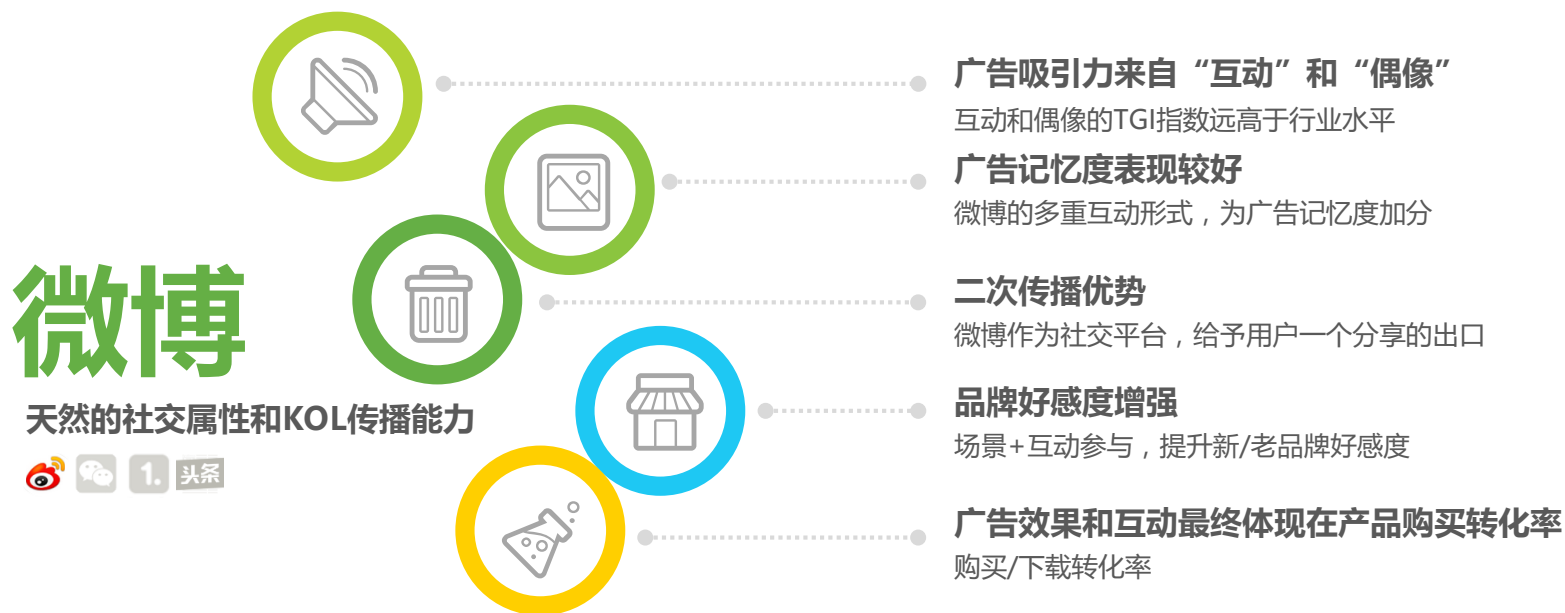 广告吸引力来自“互动”和“偶像”
互动和偶像的TGI指数远高于行业水平
广告记忆度表现较好
微博的多重互动形式，为广告记忆度加分
微博
天然的社交属性和KOL传播能力
1.
头条
二次传播优势
微博作为社交平台，给予用户一个分享的出口
品牌好感度增强
场景+互动参与，提升新/老品牌好感度
广告效果和互动最终体现在产品购买转化率
购买/下载转化率